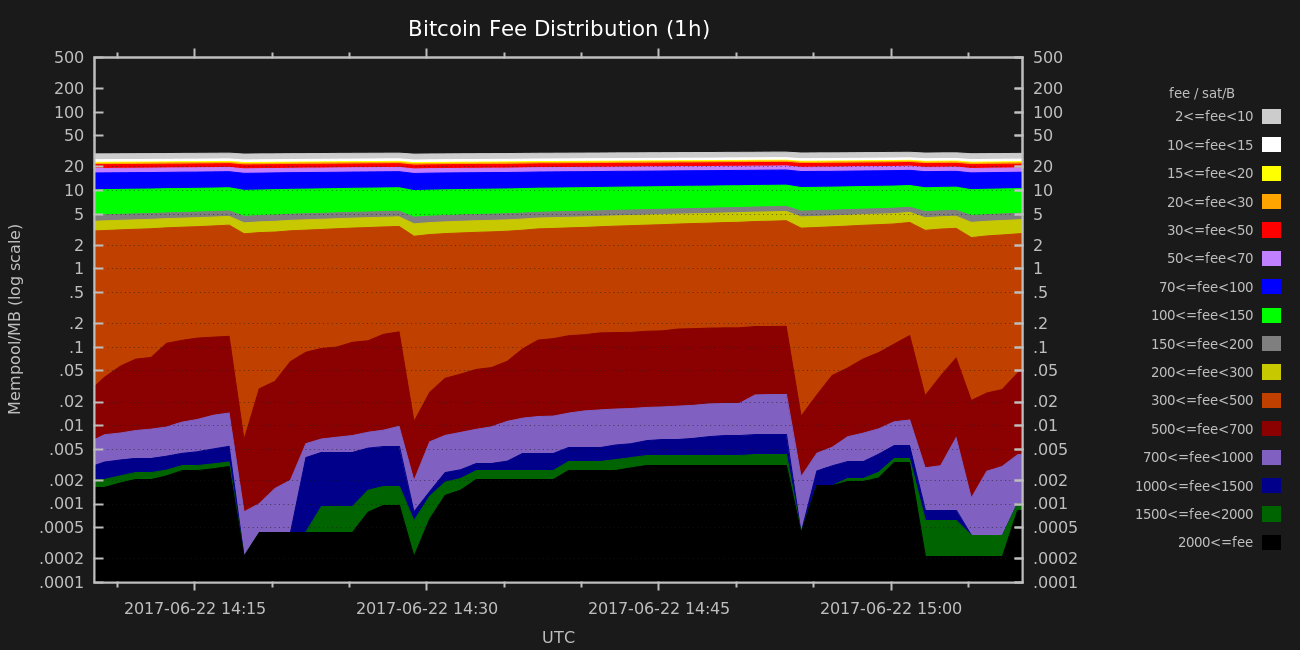 Bitcoin Fee Distribution (1h)
500 500
200 200
100 100
50 50
20 20
10 10
5 5
2 2
1 1
.5 .5
.2 .2
.1 .1
.05 .05
.02 .02
.01 .01
.005 .005
.002 .002
.001 .001
.0005 .0005
.0002 .0002
.0001 .0001
Mempool/MB (log scale)
2017-06-22 14:15 2017-06-22 14:30 2017-06-22 14:45 2017-06-22 15:00
UTC
fee / sat/B
2<=fee<10
10<=fee<15
15<=fee<20
20<=fee<30
30<=fee<50
50<=fee<70
70<=fee<100
100<=fee<150
150<=fee<200
200<=fee<300
300<=fee<500
500<=fee<700
700<=fee<1000
1000<=fee<1500
1500<=fee<2000
2000<=fee